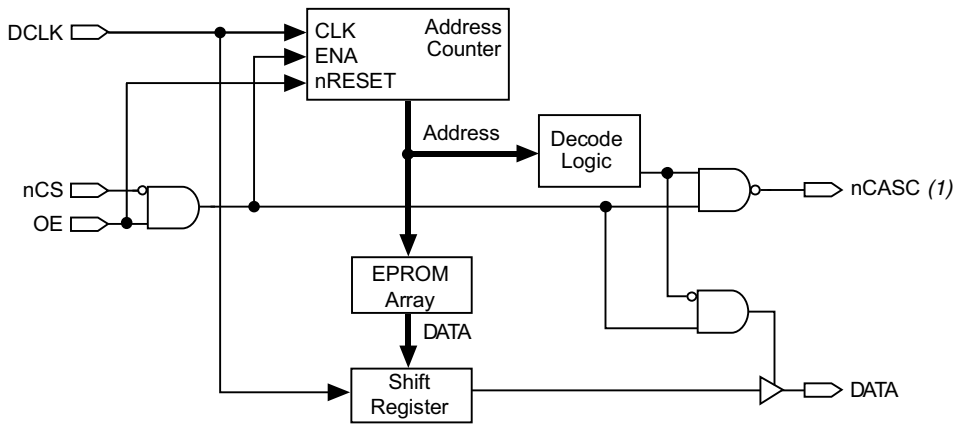 DCLK
CLK
ENA
nRESET
Address
Counter
Address
Decode
Logic
nCS
OE
nCASC (1)
EPROM
Array
DATA
Shift
Register
DATA